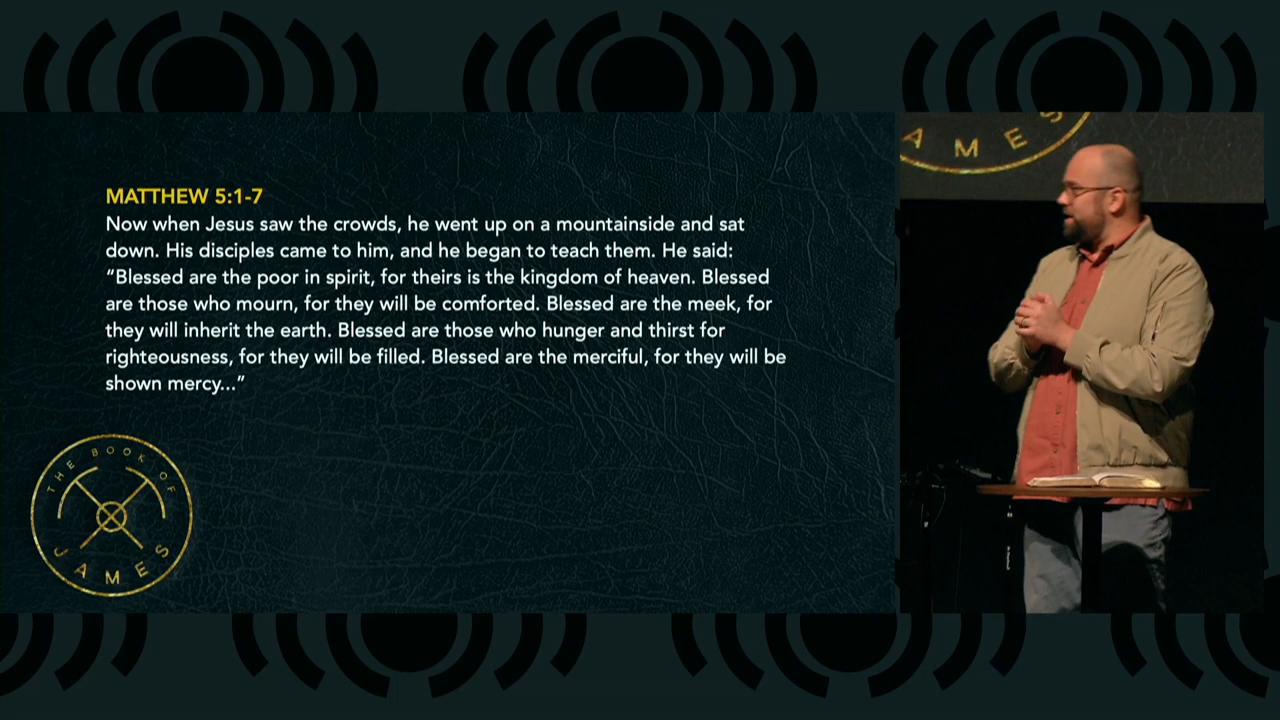 MATTHEW 5:1-7
Now when Jesus saw the crowds, he went up on a mountainside and sat
down. His disciples came to him, and he began to teach them. He said:
“Blessed are the poor in spirit, for theirs is the kingdom of heaven. Blessed
are those who mourn, for they will be comforted. Blessed are the meek, for
they will inherit the earth. Blessed are those who hunger and thirst for
righteousness, for they will be filled. Blessed are the merciful, for they will be
shown mercy...”
THE BOOK OF
JAMES
AMES